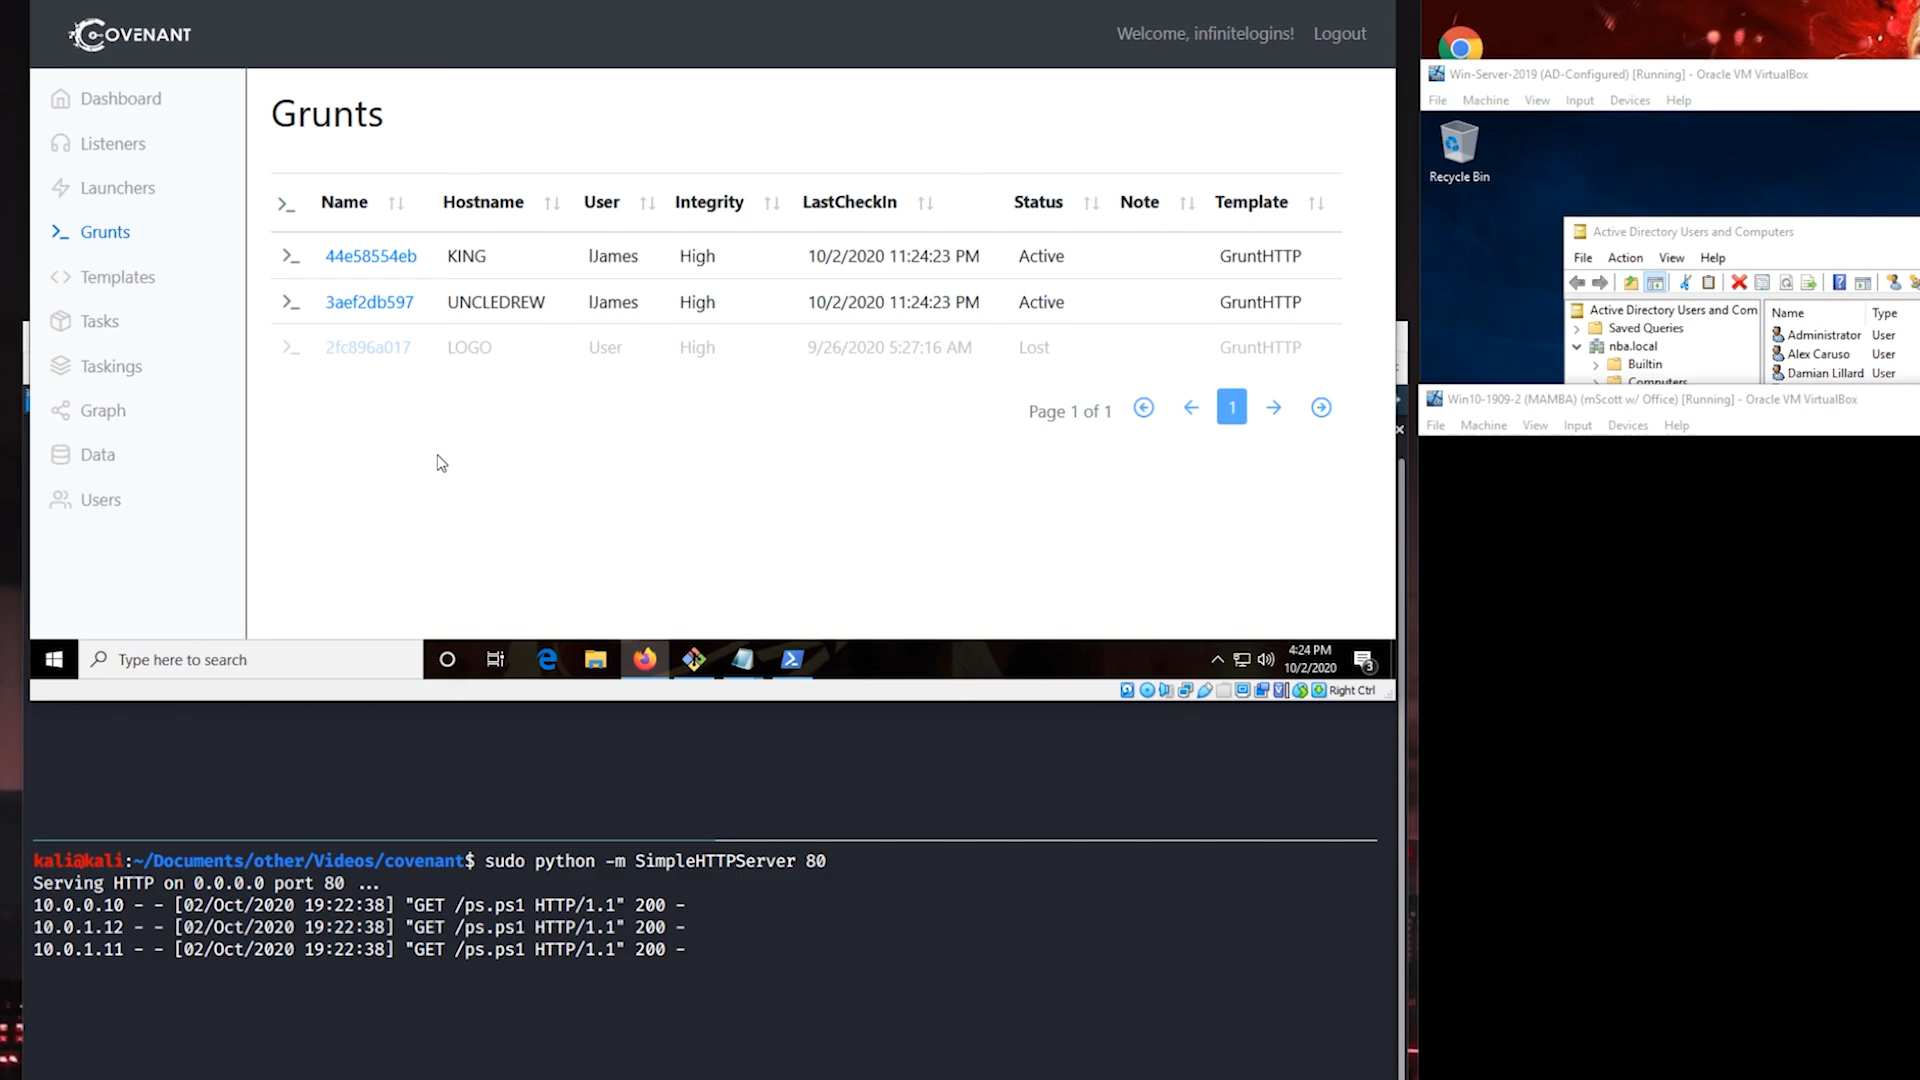 COVENANT
Welcome, infinitelogins! Logout
Dashboard
Listeners
Launchers
Grunts
Templates
Tasks
Taskings
Graph
Data
Users
Grunts
Name Hostname User Integrity LastCheckIn Status Note Template
44e58554eb KING lJames High 10/2/2020 11:24:23 PM Active GruntHTTP
3aef2db597 UNCLEDREW lJames High 10/2/2020 11:24:23 PM Active GruntHTTP
2fc896a017 LOGO User High 9/26/2020 5:27:16 AM Lost GruntHTTP
Page 1 of 1 1
Type here to search
4:24 PM
10/2/2020
3
Right Ctrl
kali@kali:~/Documents/other/Videos/covenant$ sudo python -m SimpleHTTPServer 80
Serving HTTP on 0.0.0.0 port 80 ...
10.0.0.10 - - [02/Oct/2020 19:22:38] "GET /ps.ps1 HTTP/1.1" 200 -
10.0.1.12 - - [02/Oct/2020 19:22:38] "GET /ps.ps1 HTTP/1.1" 200 -
10.0.1.11 - - [02/Oct/2020 19:22:38] "GET /ps.ps1 HTTP/1.1" 200 -
Win-Server-2019 (AD-Configured) [Running] - Oracle VM VirtualBox
File Machine View Input Devices Help
Recycle Bin
Active Directory Users and Computers
File Action View Help
Active Directory Users and Com
Saved Queries
nba.local
Builtin
Computers
Name Type
Administrator User
Alex Caruso User
Damian Lillard User
Win10-1909-2 (MAMBA) (mScott w/ Office) [Running] - Oracle VM VirtualBox
File Machine View Input Devices Help